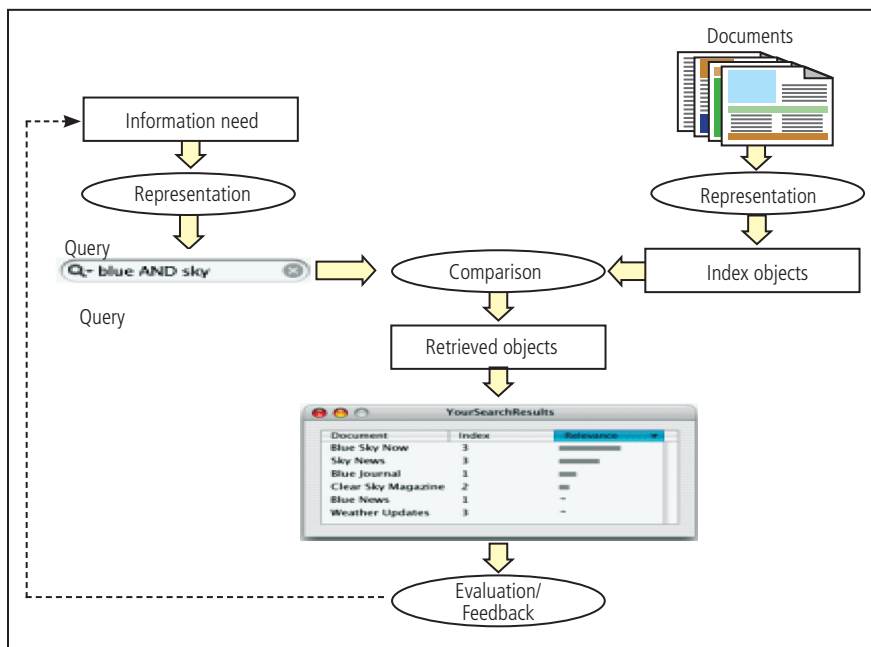 Documents
Information need
Representation
Representation
Query
blue AND sky
Comparison
Index objects
Query
Retrieved objects
YourSearchResults
Document Index Relevance
Blue Sky Now 3
Sky News 3
Blue Journal 1
Clear Sky Magazine 2
Blue News 1
Weather Updates 3
Evaluation/
Feedback